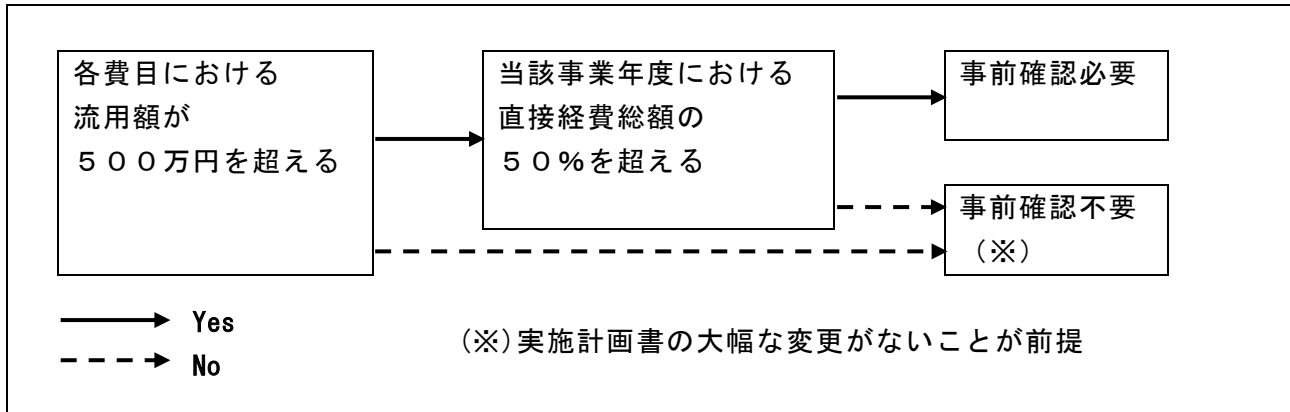 各費目における
流用額が
５００万円を超える
当該事業年度における
直接経費総額の
５０％を超える
事前確認必要
事前確認不要
（※）
Yes
No
(※)実施計画書の大幅な変更がないことが前提